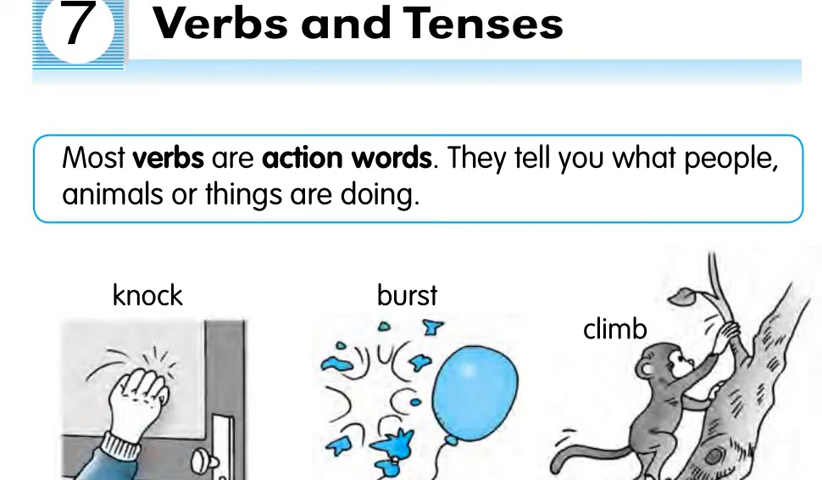 7 Verbs and Tenses
Most verbs are action words. They tell you what people,
animals or things are doing.
knock
burst
climb